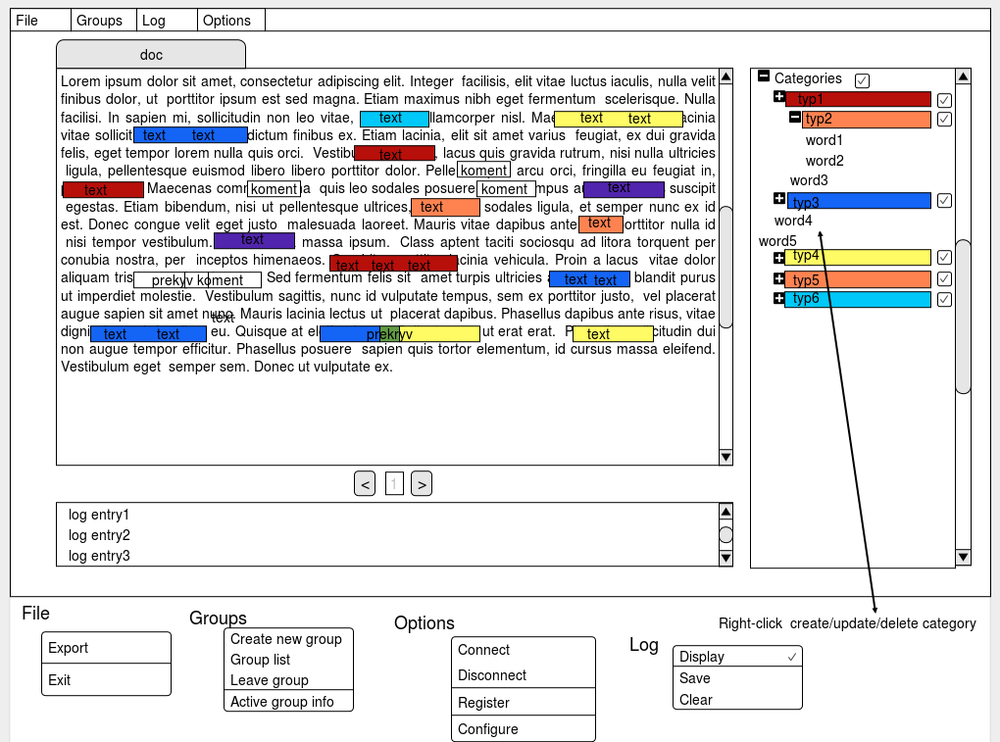 File Groups Log Options
doc
Lorem ipsum dolor sit amet, consectetur adipiscing elit. Integer facilisis, elit vitae luctus iaculis, nulla velit
finibus dolor, ut porttitor ipsum est sed magna. Etiam maximus nibh eget fermentum scelerisque. Nulla
facilisi. In sapien mi, sollicitudin non leo vitae, text llamcorper nisl. Mae text text acinia
vitae sollicit text text dictum finibus ex. Etiam lacinia, elit sit amet varius feugiat, ex dui gravida
felis, eget tempor lorem nulla quis orci. Vestibu text , lacus quis gravida rutrum, nisi nulla ultricies
ligula, pellentesque euismod libero libero porttitor dolor. Pelle koment arcu orci, fringilla eu feugiat in,
text Maecenas comm koment a quis leo sodales posuere koment mpus a text suscipit
egestas. Etiam bibendum, nisi ut pellentesque ultrices, text sodales ligula, et semper nunc ex id
est. Donec congue velit eget justo malesuada laoreet. Mauris vitae dapibus ante text orttitor nulla id
nisi tempor vestibulum. text massa ipsum. Class aptent taciti sociosqu ad litora torquent per
conubia nostra, per inceptos himenaeos. text text text cinia vehicula. Proin a lacus vitae dolor
aliquam tris prekyv koment Sed fermentum felis sit amet turpis ultricies a text text blandit purus
ut imperdiet molestie. Vestibulum sagittis, nunc id vulputate tempus, sem ex porttitor justo, vel placerat
augue sapien sit amet nunc. text Mauris lacinia lectus ut placerat dapibus. Phasellus dapibus ante risus, vitae
digni text text eu. Quisque at el prekryv ut erat erat. P text citudin dui
non augue tempor efficitur. Phasellus posuere sapien quis tortor elementum, id cursus massa eleifend.
Vestibulum eget semper sem. Donec ut vulputate ex.
< 1 >
log entry1
log entry2
log entry3
Categories
typ1
typ2
word1
word2
word3
typ3
word4
word5
typ4
typ5
typ6
Right-click create/update/delete category
File
Export
Exit
Groups
Create new group
Group list
Leave group
Active group info
Options
Connect
Disconnect
Register
Configure
Log
Display ✓
Save
Clear